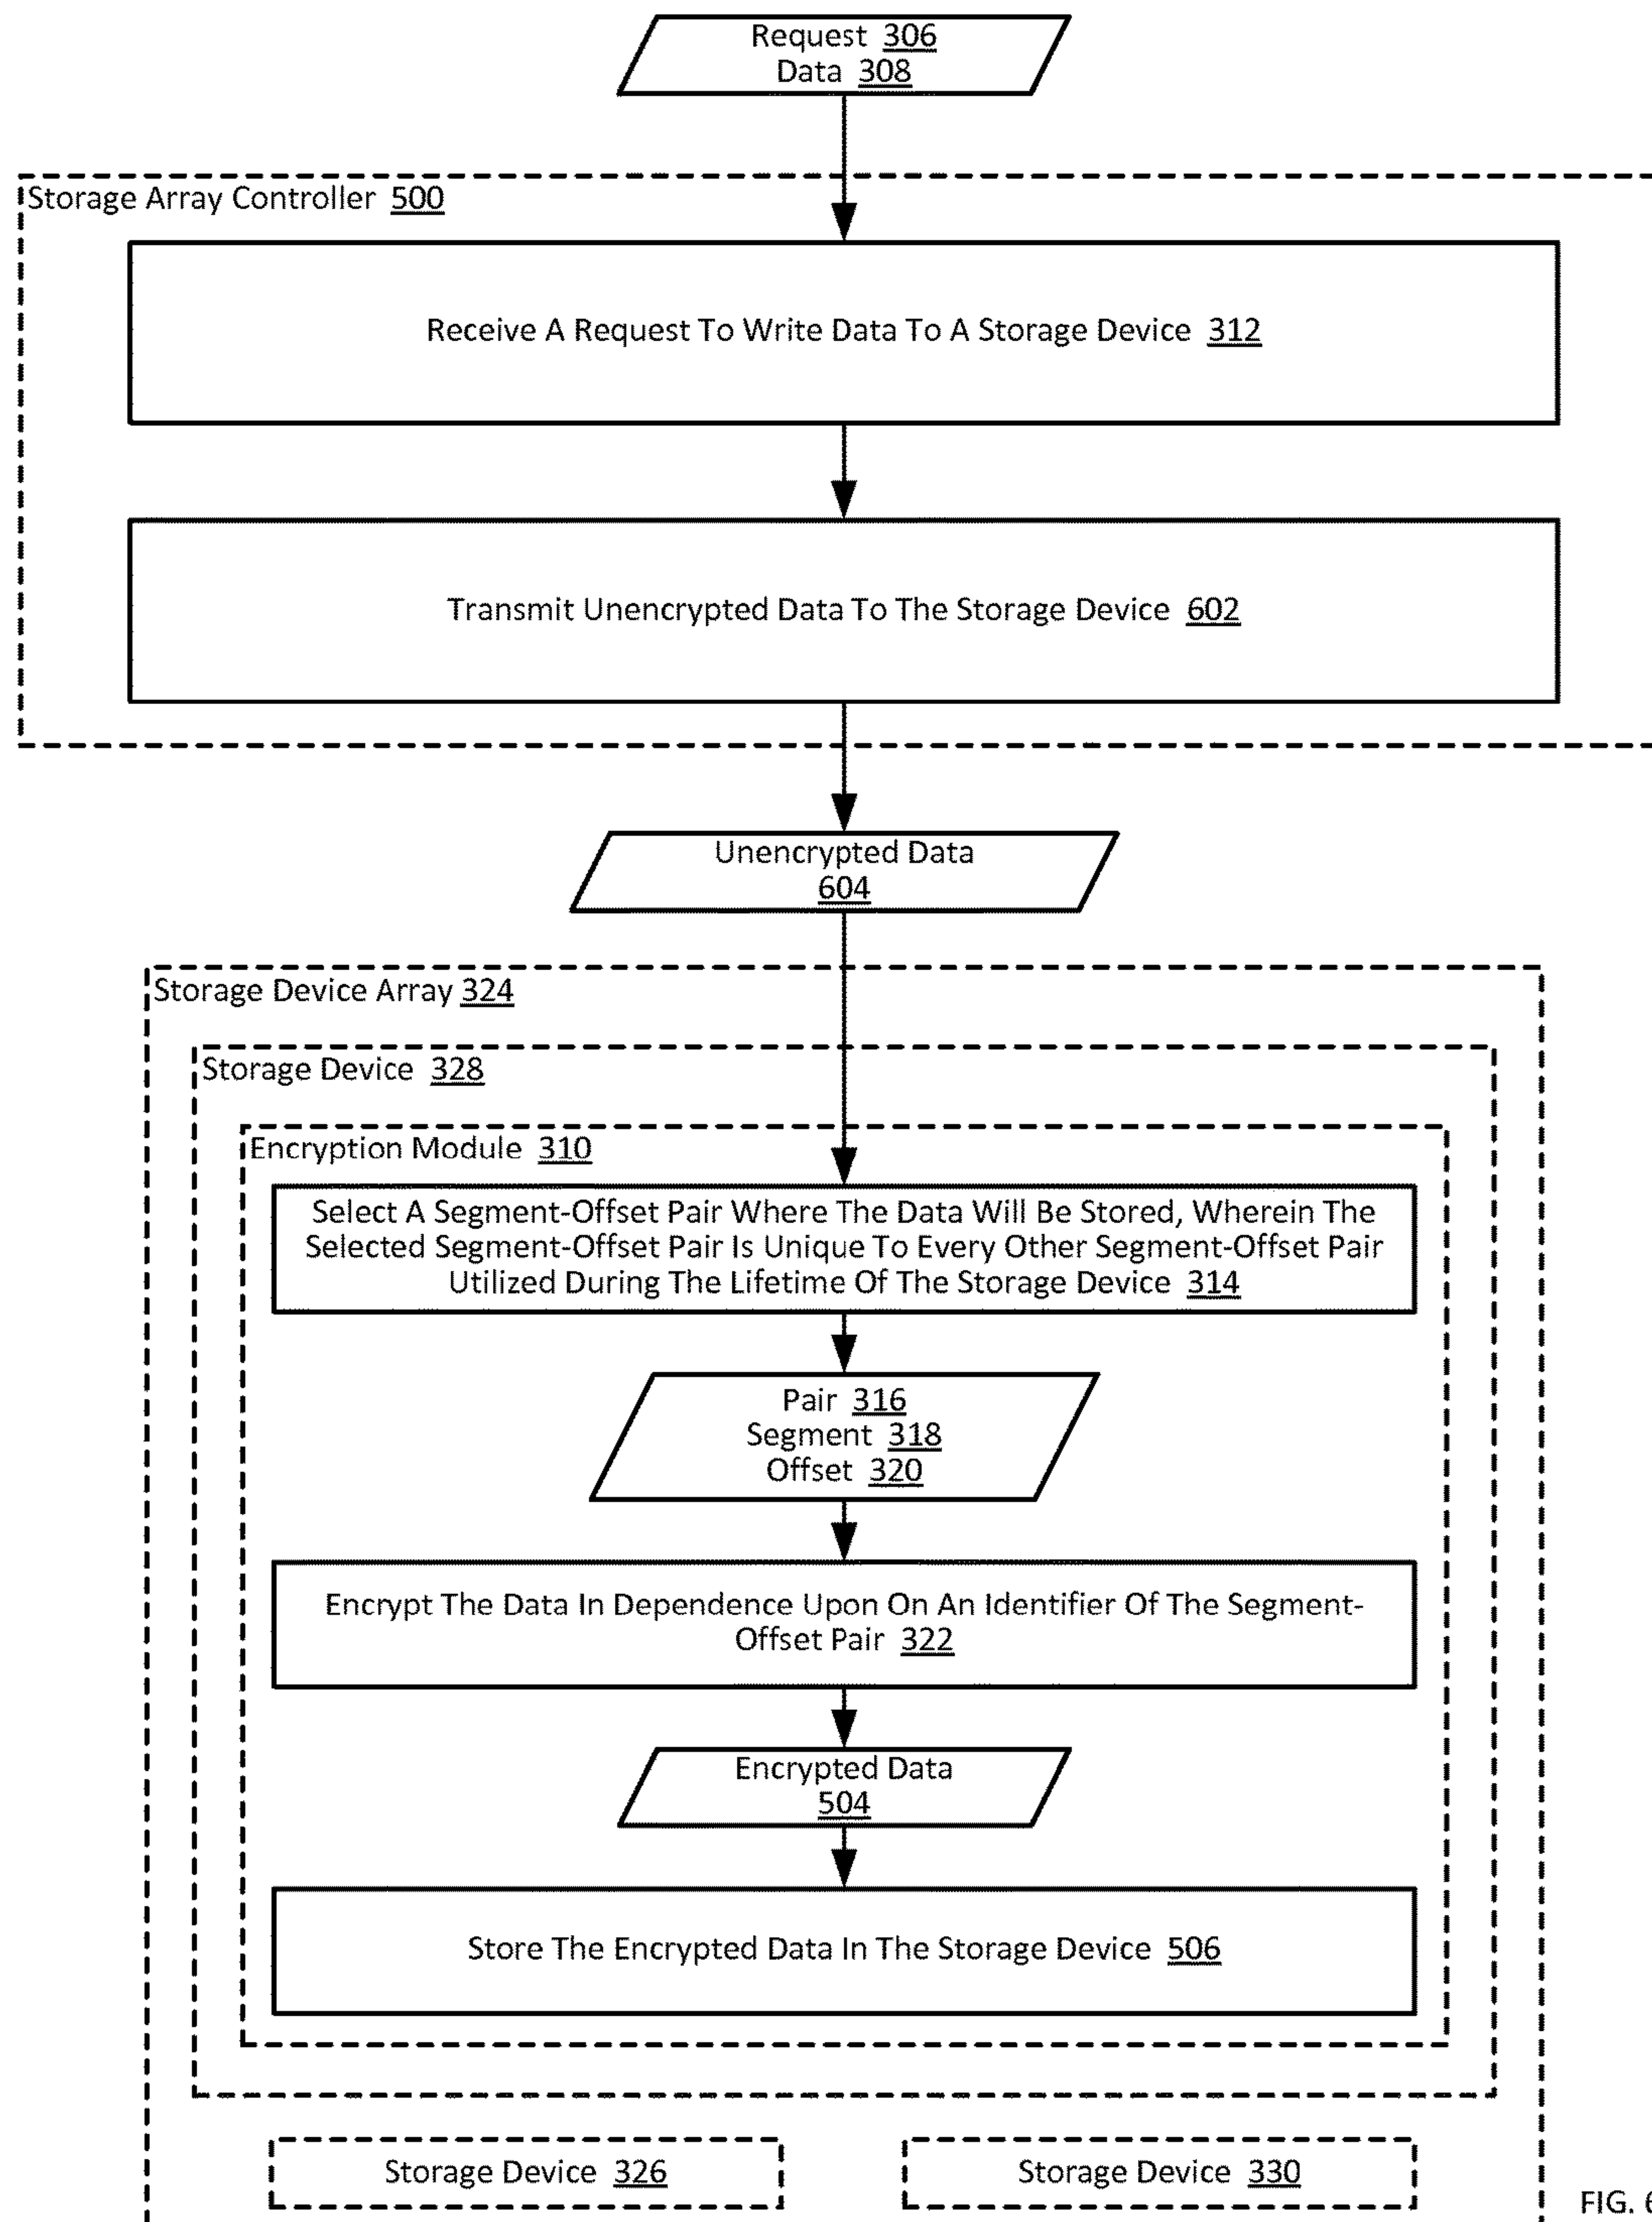 Request 306
Data 308
Storage Array Controller 500
Receive A Request To Write Data To A Storage Device 312
Transmit Unencrypted Data To The Storage Device 602
Unencrypted Data
604
Storage Device Array 324
Storage Device 328
Encryption Module 310
Select A Segment-Offset Pair Where The Data Will Be Stored, Wherein The
Selected Segment-Offset Pair Is Unique To Every Other Segment-Offset Pair
Utilized During The Lifetime Of The Storage Device 314
Pair 316
Segment 318
Offset 320
Encrypt The Data In Dependence Upon On An Identifier Of The Segment-
Offset Pair 322
Encrypted Data
504
Store The Encrypted Data In The Storage Device 506
Storage Device 326
Storage Device 330
FIG. 6